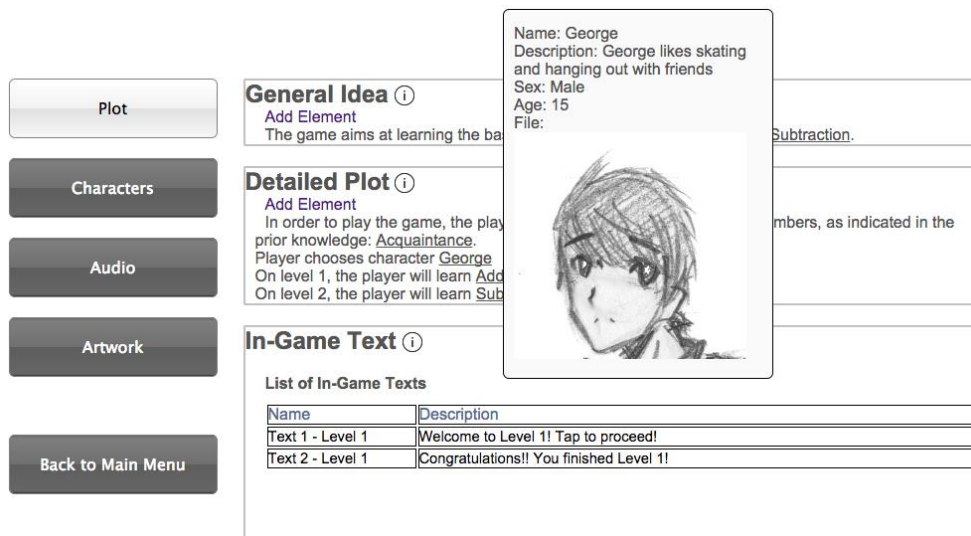 Name: George
Description: George likes skating
and hanging out with friends
Sex: Male
Age: 15
File:
Plot
Characters
Audio
Artwork
Back to Main Menu
General Idea
Add Element
The game aims at learning the Subtraction.
Detailed Plot
Add Element
In order to play the game, the mbers, as indicated in the
prior knowledge: Acquaintance.
Player chooses character George
On level 1, the player will learn Add
On level 2, the player will learn Sub
In-Game Text
List of In-Game Texts
Name Description
Text 1 - Level 1 Welcome to Level 1! Tap to proceed!
Text 2 - Level 1 Congratulations!! You finished Level 1!